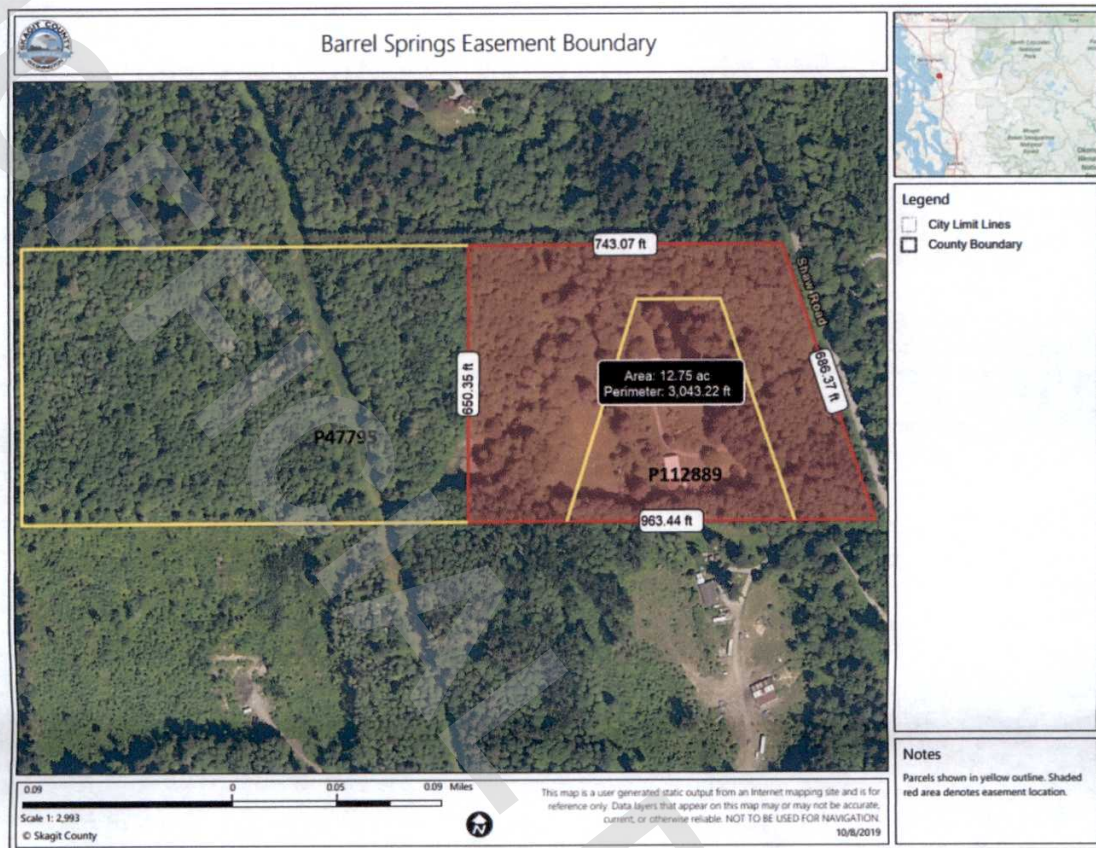 SKAGIT COUNTY
Barrel Springs Easement Boundary
743.07 ft
Shaw Road
650.35 ft
686.37 ft
Area: 12.75 ac
Perimeter: 3,043.22 ft
P47795
P112889
963.44 ft
Legend
City Limit Lines
County Boundary
Notes
Parcels shown in yellow outline. Shaded
red area denotes easement location.
0.09 0 0.05 0.09 Miles
Scale 1: 2,993
© Skagit County
N
This map is a user generated static output from an Internet mapping site and is for
reference only. Data layers that appear on this map may or may not be accurate,
current, or otherwise reliable. NOT TO BE USED FOR NAVIGATION.
10/8/2019